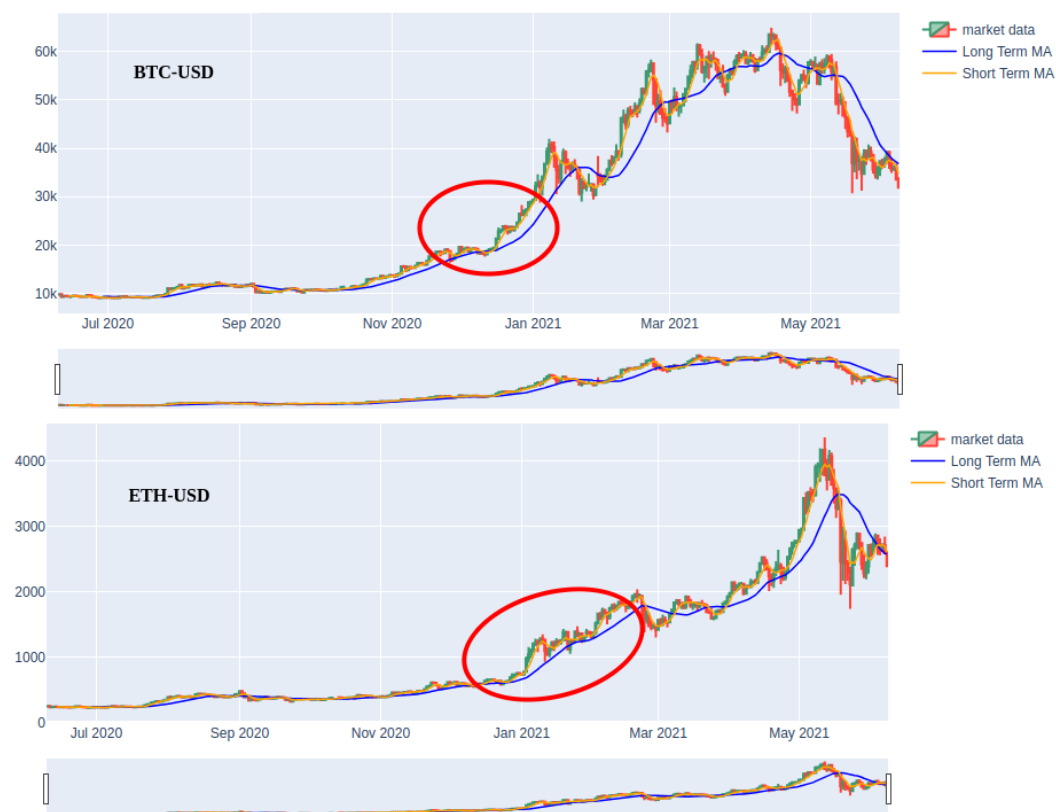 BTC-USD
60k
50k
40k
30k
20k
10k
Jul 2020 Sep 2020 Nov 2020 Jan 2021 Mar 2021 May 2021
market data
Long Term MA
Short Term MA
ETH-USD
4000
3000
2000
1000
0
Jul 2020 Sep 2020 Nov 2020 Jan 2021 Mar 2021 May 2021
market data
Long Term MA
Short Term MA